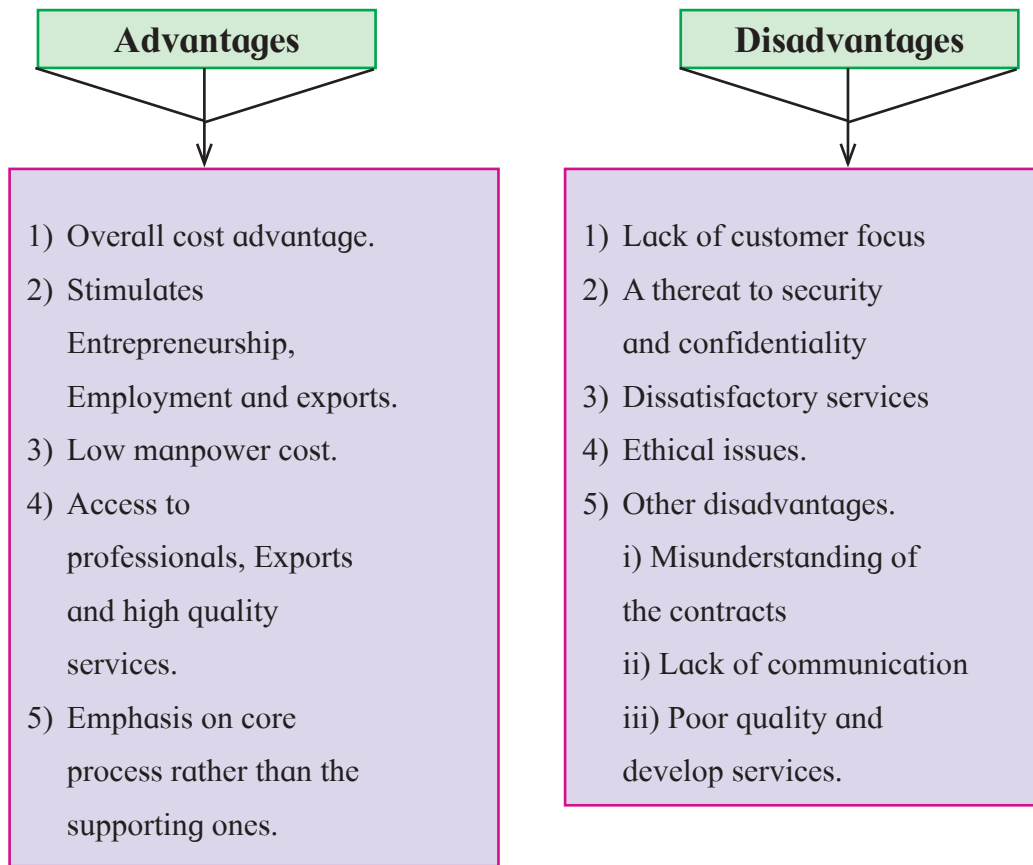 Advantages
1) Overall cost advantage.
2) Stimulates
Entrepreneurship,
Employment and exports.
3) Low manpower cost.
4) Access to
professionals, Exports
and high quality
services.
5) Emphasis on core
process rather than the
supporting ones.
Disadvantages
1) Lack of customer focus
2) A thereat to security
and confidentiality
3) Dissatisfactory services
4) Ethical issues.
5) Other disadvantages.
i) Misunderstanding of
the contracts
ii) Lack of communication
iii) Poor quality and
develop services.